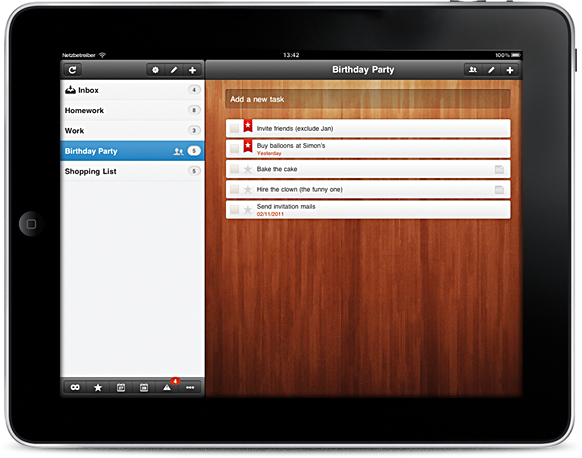 Netzbetreiber
13:42
100%
Birthday Party
Inbox 4
Homework 8
Work 3
Birthday Party 5
Shopping List 5
Add a new task
Invite friends (exclude Jan)
Buy balloons at Simon's
Yesterday
Bake the cake
Hire the clown (the funny one)
Send invitation mails
02/11/2011
4